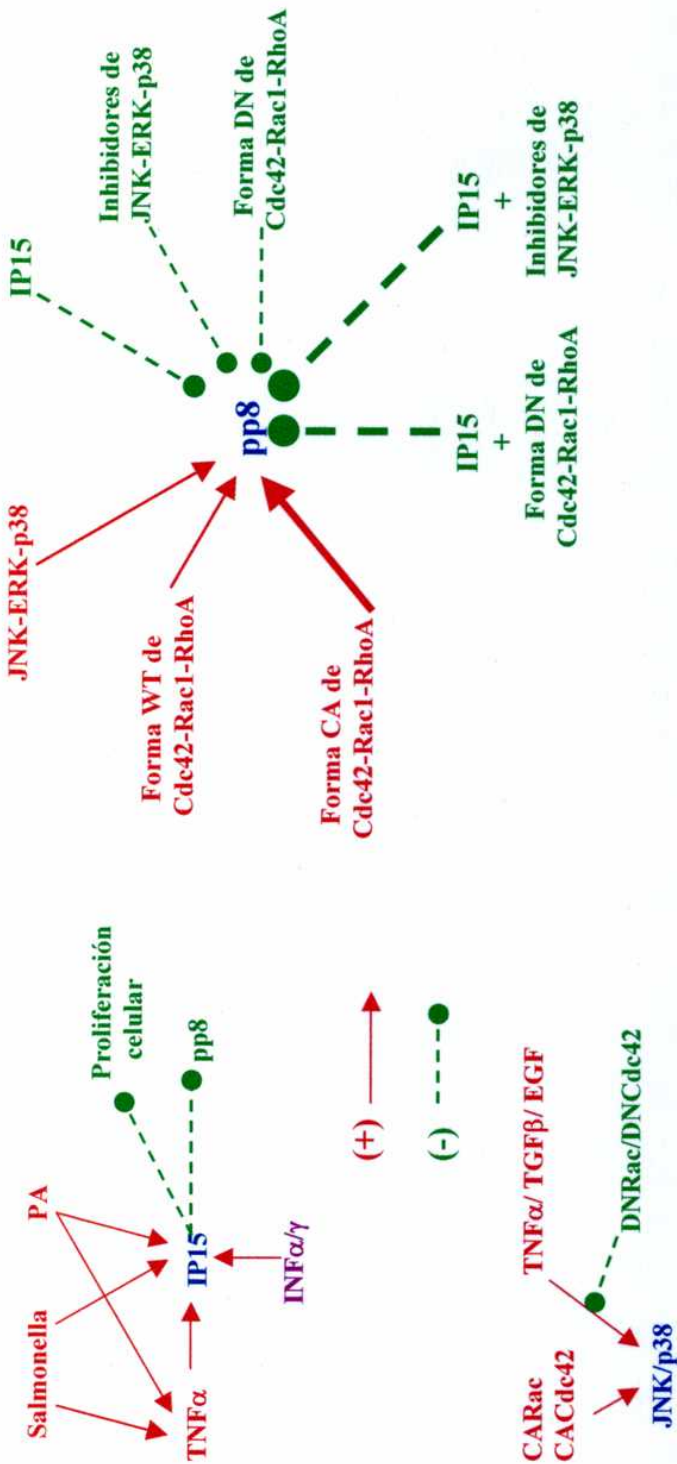 Salmonella
PA
TNFα
IP15
INFα/γ
Proliferación
celular
pp8
(+)
(-)
CARac
CACdc42
TNFα/ TGFβ/ EGF
JNK/p38
DNRac/DNCdc42
JNK-ERK-p38
Forma WT de
Cdc42-Rac1-RhoA
Forma CA de
Cdc42-Rac1-RhoA
pp8
IP15
Inhibidores de
JNK-ERK-p38
Forma DN de
Cdc42-Rac1-RhoA
IP15
+
Forma DN de
Cdc42-Rac1-RhoA
IP15
+
Inhibidores de
JNK-ERK-p38